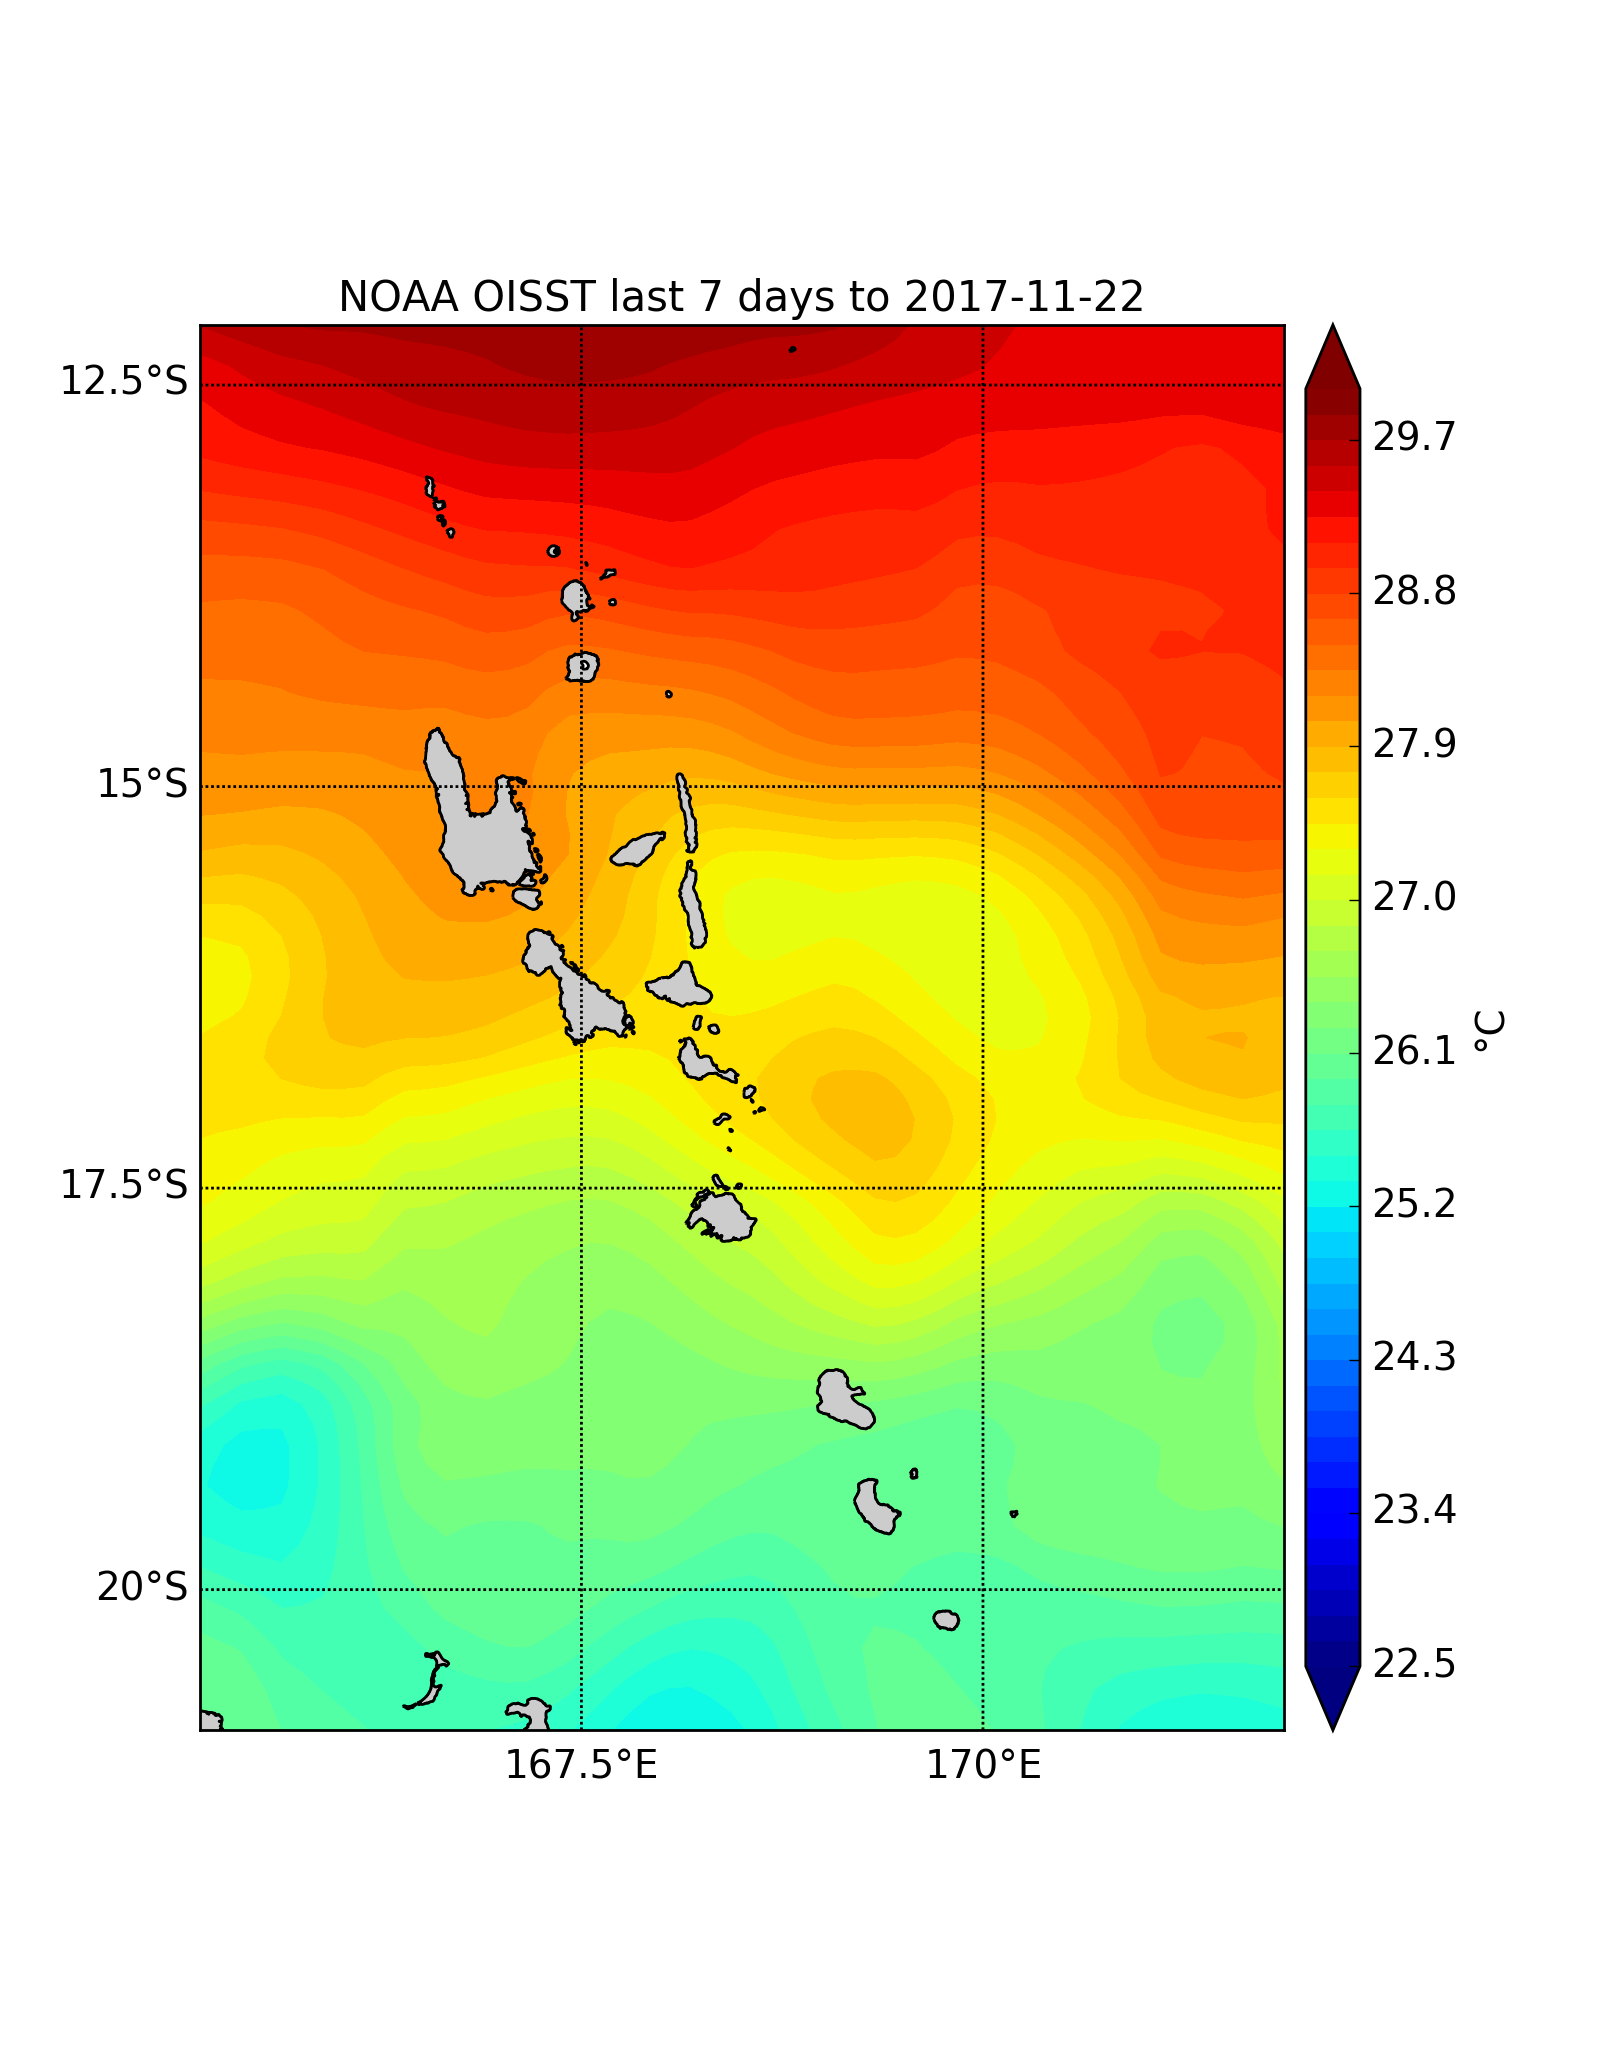 NOAA OISST last 7 days to 2017-11-22
12.5°S
15°S
17.5°S
20°S
167.5°E
170°E
29.7
28.8
27.9
27.0
26.1
25.2
24.3
23.4
22.5
°C